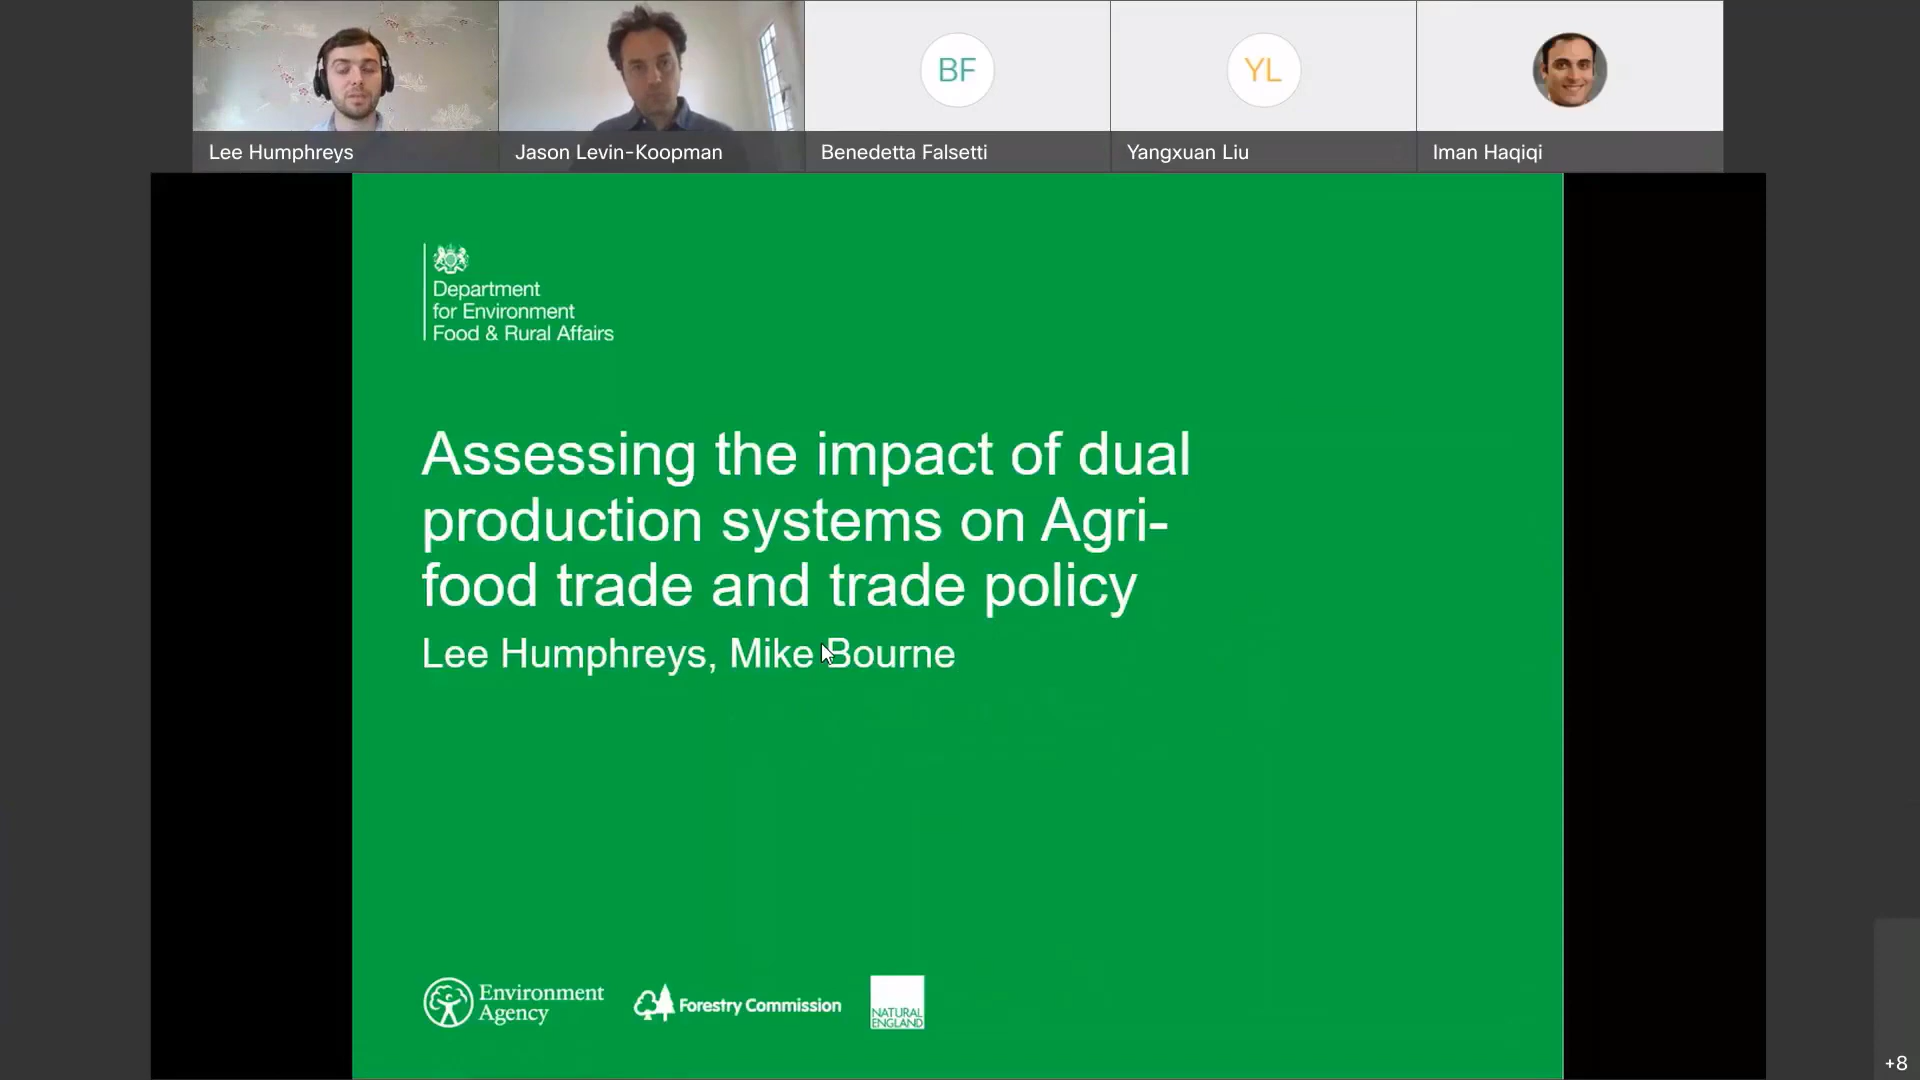 Lee Humphreys
Jason Levin-Koopman
BF
Benedetta Falsetti
YL
Yangxuan Liu
Iman Haqiqi
Department
for Environment
Food & Rural Affairs
Assessing the impact of dual
production systems on Agri-
food trade and trade policy
Lee Humphreys, Mike Bourne
Environment
Agency
Forestry Commission
NATURAL
ENGLAND
+8